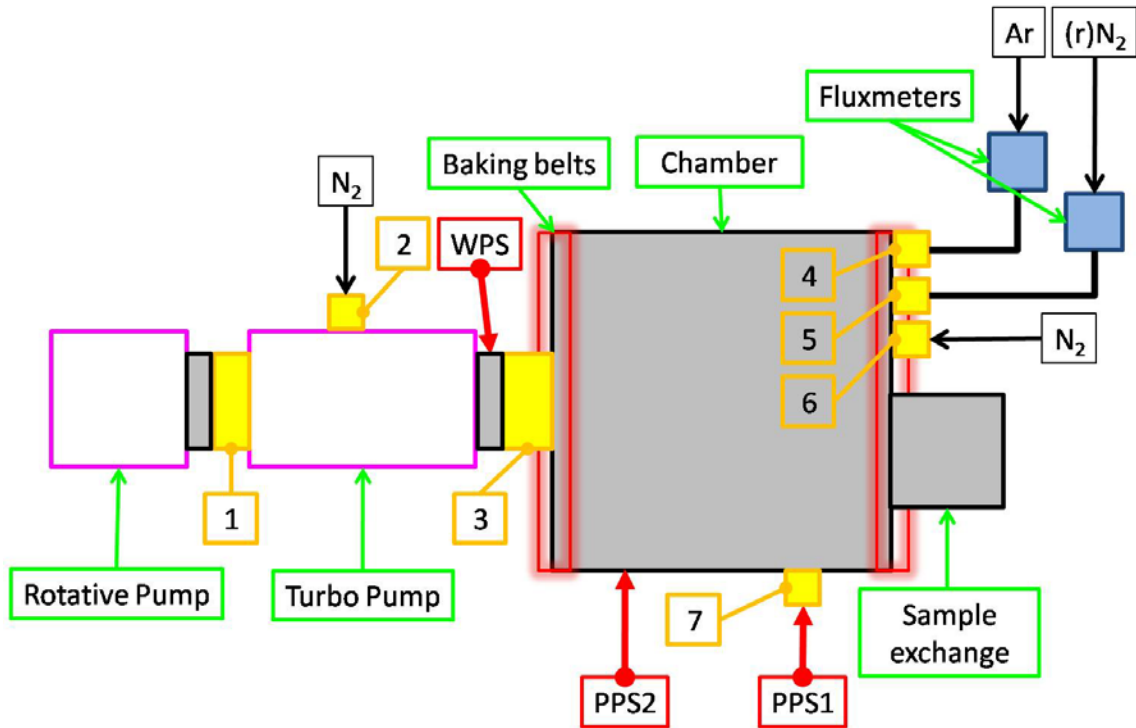 Ar
(r)N₂
Fluxmeters
Baking belts
Chamber
N₂
2
WPS
4
5
N₂
6
1
3
Rotative Pump
Turbo Pump
7
Sample
exchange
PPS2
PPS1